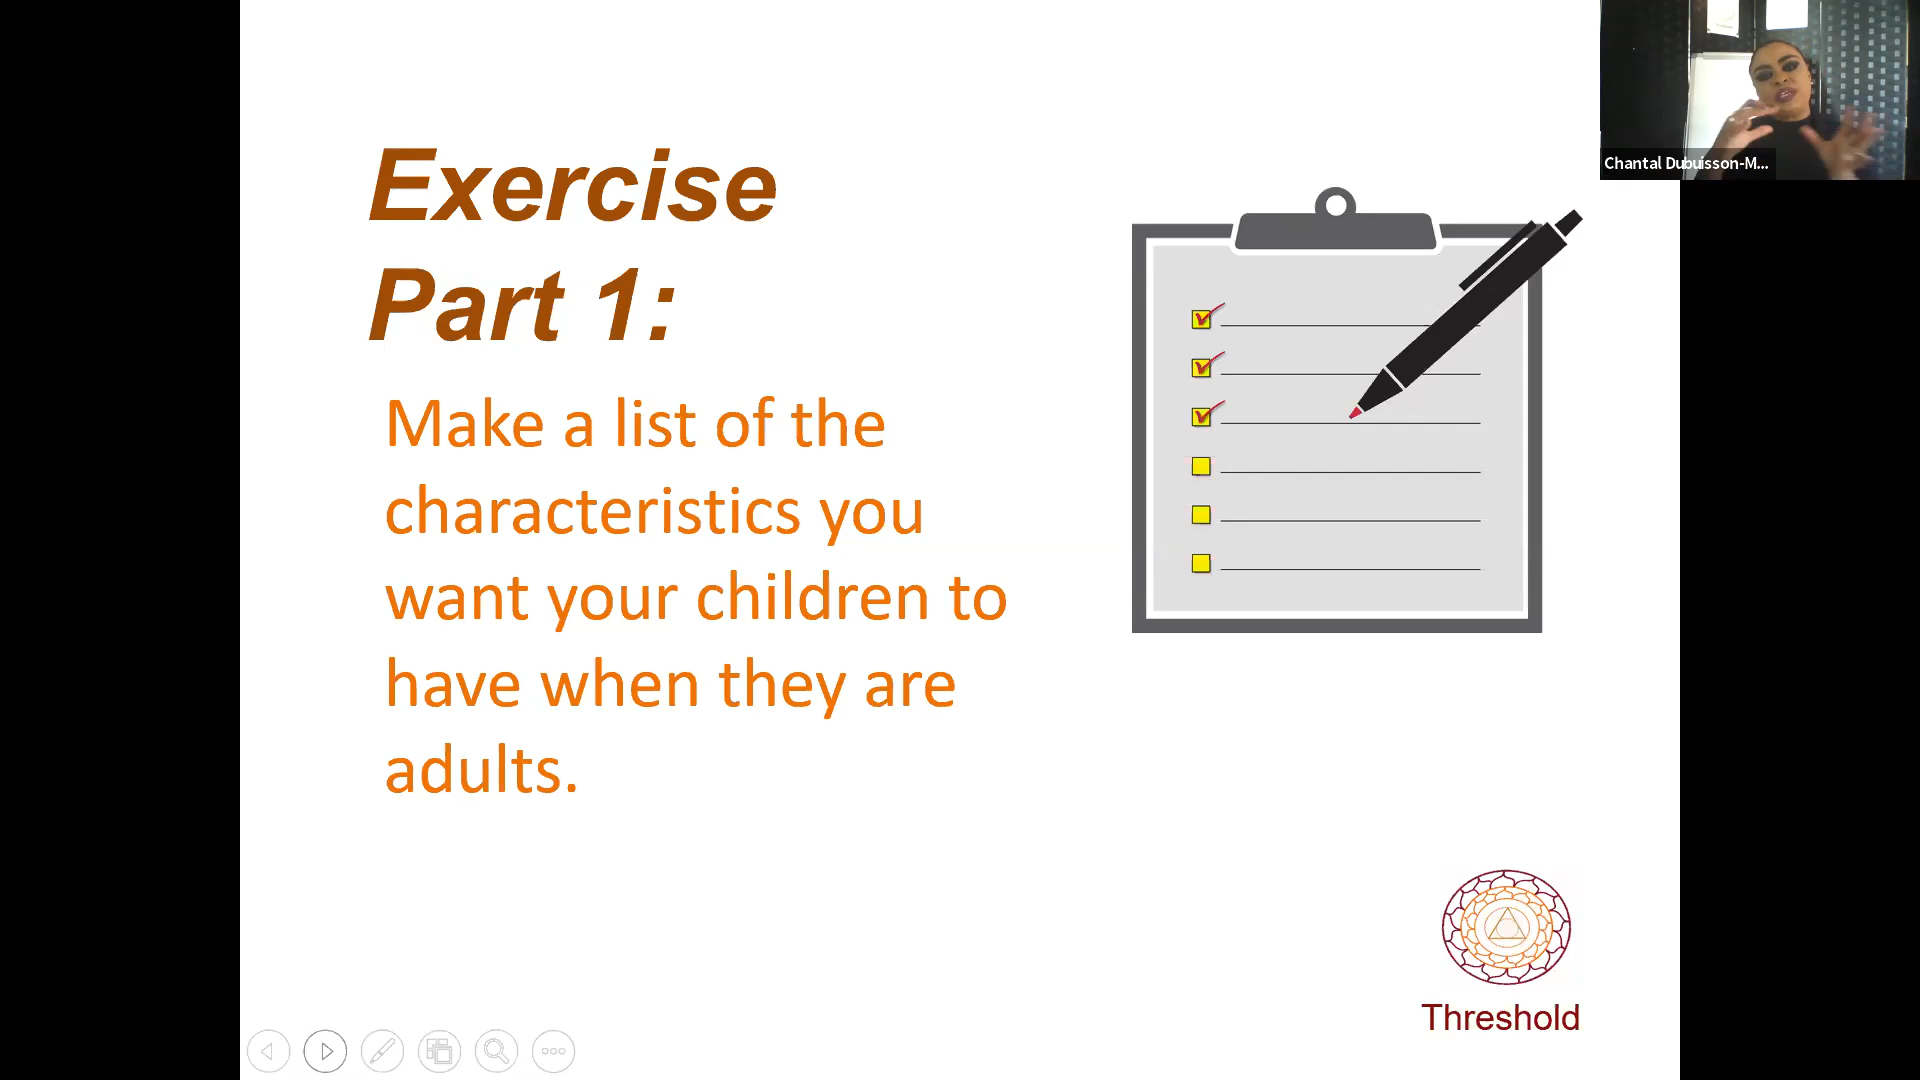 Exercise
Part 1:
Make a list of the
characteristics you
want your children to
have when they are
adults.
Chantal Dubuisson-M...
Threshold